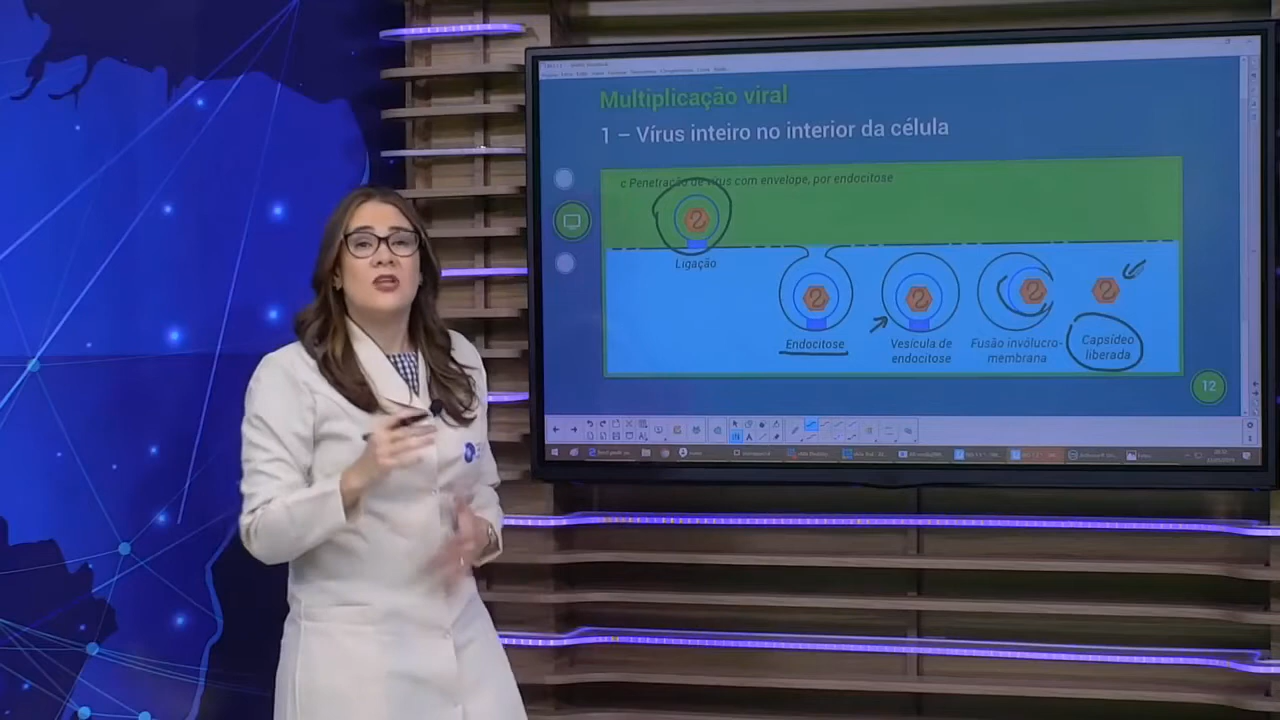 Multiplicação viral
1 – Vírus inteiro no interior da célula
c Penetração de vírus com envelope, por endocitose
Ligação
Endocitose
Vesícula de
endocitose
Fusão invólucro-
membrana
Capsídeo
liberada
12